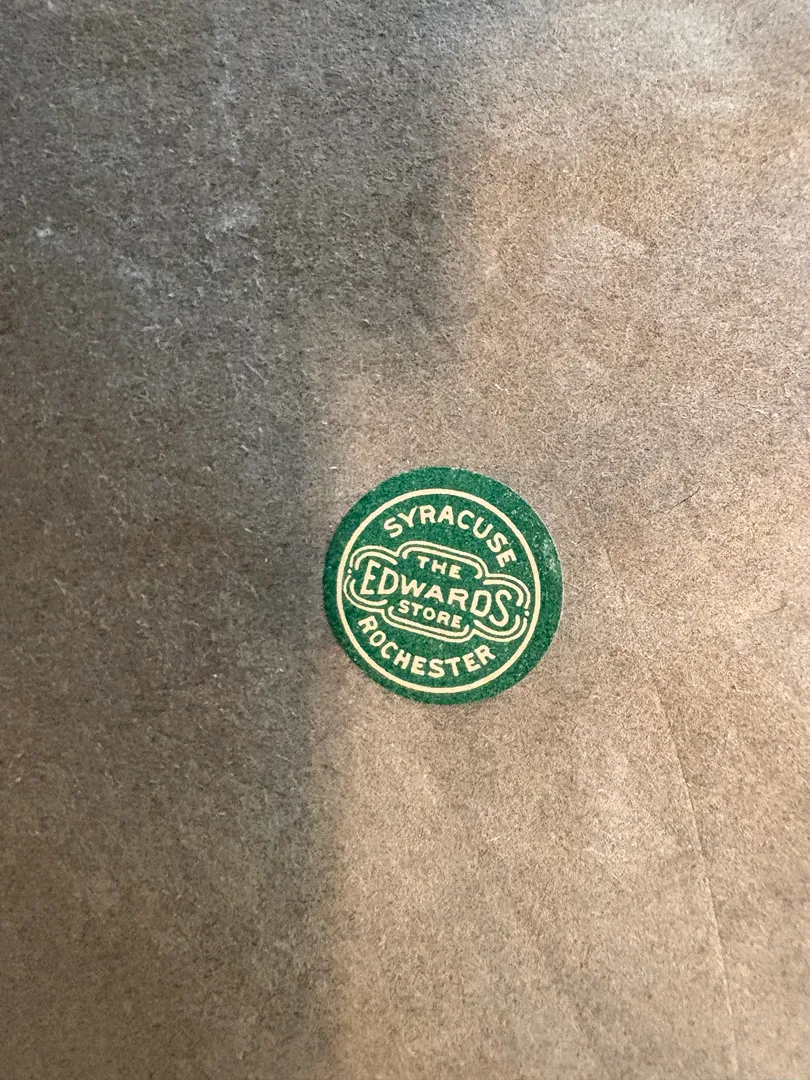 SYRACUSE
THE
EDWARDS
STORE
ROCHESTER